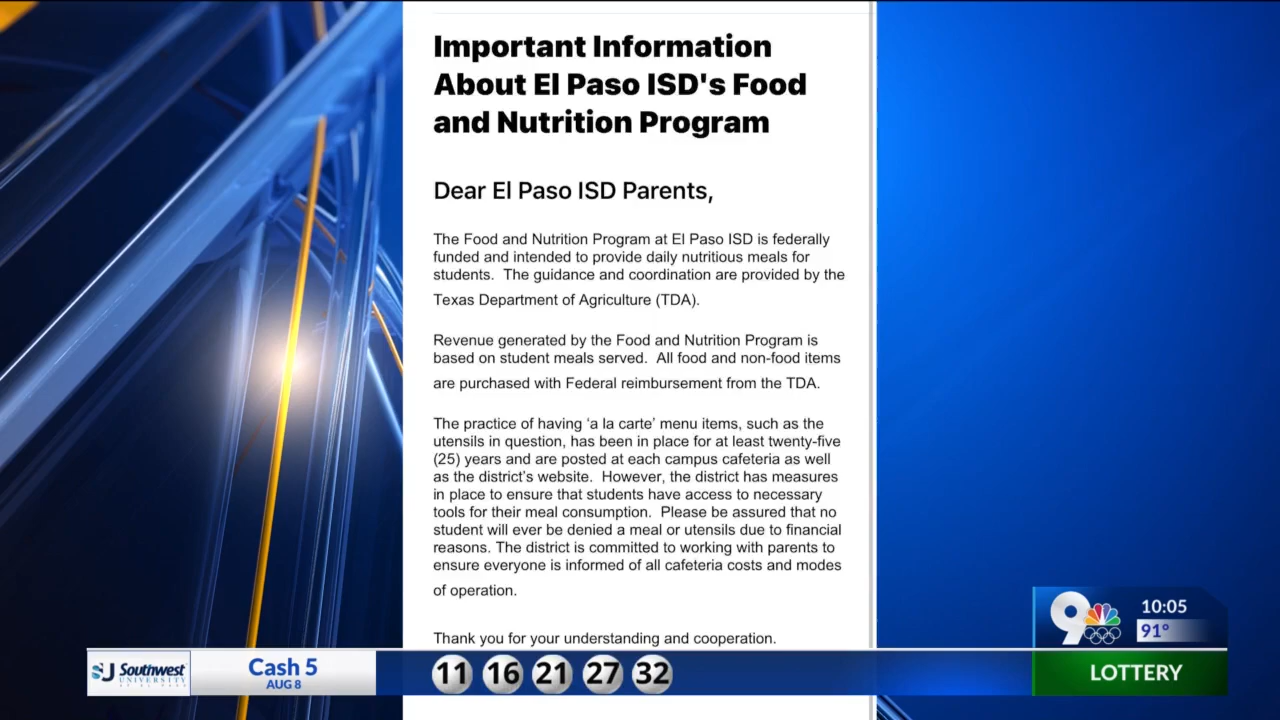 Important Information
About El Paso ISD's Food
and Nutrition Program
Dear El Paso ISD Parents,
The Food and Nutrition Program at El Paso ISD is federally
funded and intended to provide daily nutritious meals for
students.  The guidance and coordination are provided by the
Texas Department of Agriculture (TDA).
Revenue generated by the Food and Nutrition Program is
based on student meals served.  All food and non-food items
are purchased with Federal reimbursement from the TDA.
The practice of having ‘a la carte’ menu items, such as the
utensils in question, has been in place for at least twenty-five
(25) years and are posted at each campus cafeteria as well
as the district’s website.  However, the district has measures
in place to ensure that students have access to necessary
tools for their meal consumption.  Please be assured that no
student will ever be denied a meal or utensils due to financial
reasons. The district is committed to working with parents to
ensure everyone is informed of all cafeteria costs and modes
of operation.
Thank you for your understanding and cooperation.
9
10:05
91°
SU Southwest
UNIVERSITY
Cash 5
AUG 8
11 16 21 27 32
LOTTERY